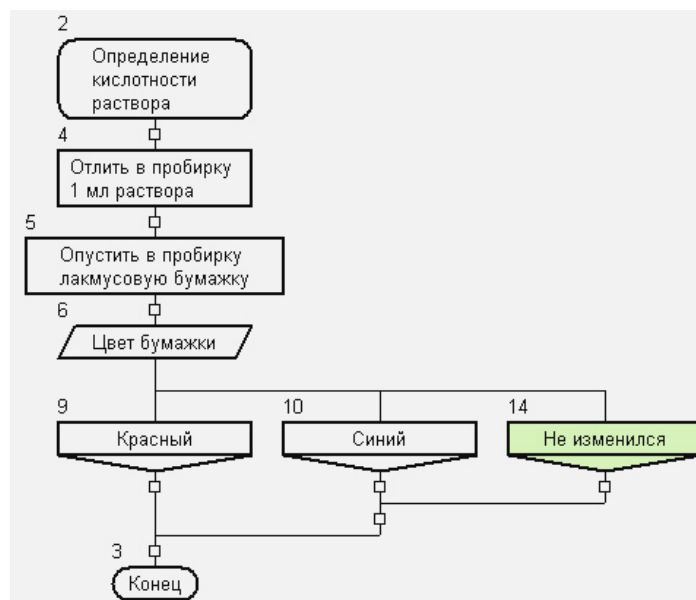 2
Определение
кислотности
раствора
4
Отлить в пробирку
1 мл раствора
5
Опустить в пробирку
лакмусовую бумажку
6
Цвет бумажки
9
Красный
10
Синий
14
Не изменился
3
Конец